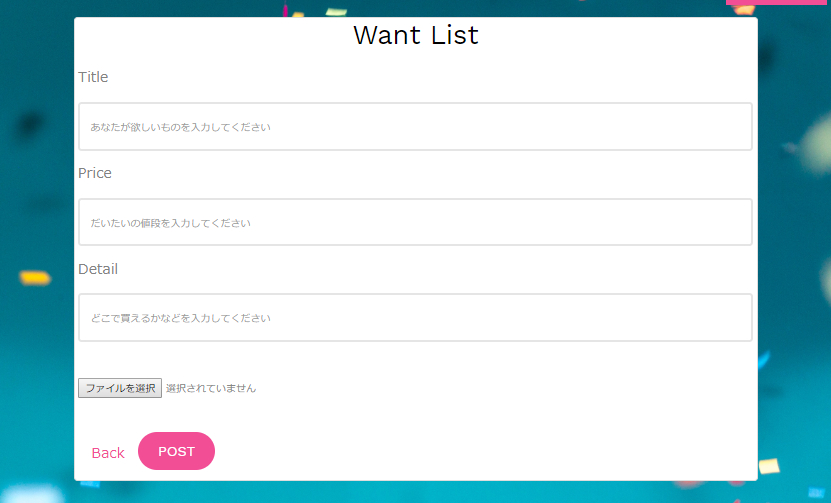 Want List
Title
あなたが欲しいものを入力してください
Price
だいたいの値段を入力してください
Detail
どこで買えるかなどを入力してください
ファイルを選択 選択されていません
Back POST